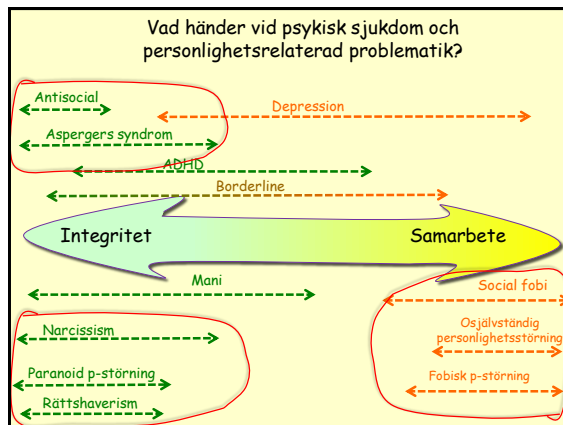 Vad händer vid psykisk sjukdom och
personlighetsrelaterad problematik?
Antisocial
Depression
Aspergers syndrom
ADHD
Borderline
Integritet
Samarbete
Mani
Social fobi
Narcissism
Osjälvständig
personlighetsstörning
Paranoid p-störning
Fobisk p-störning
Rättshaverism